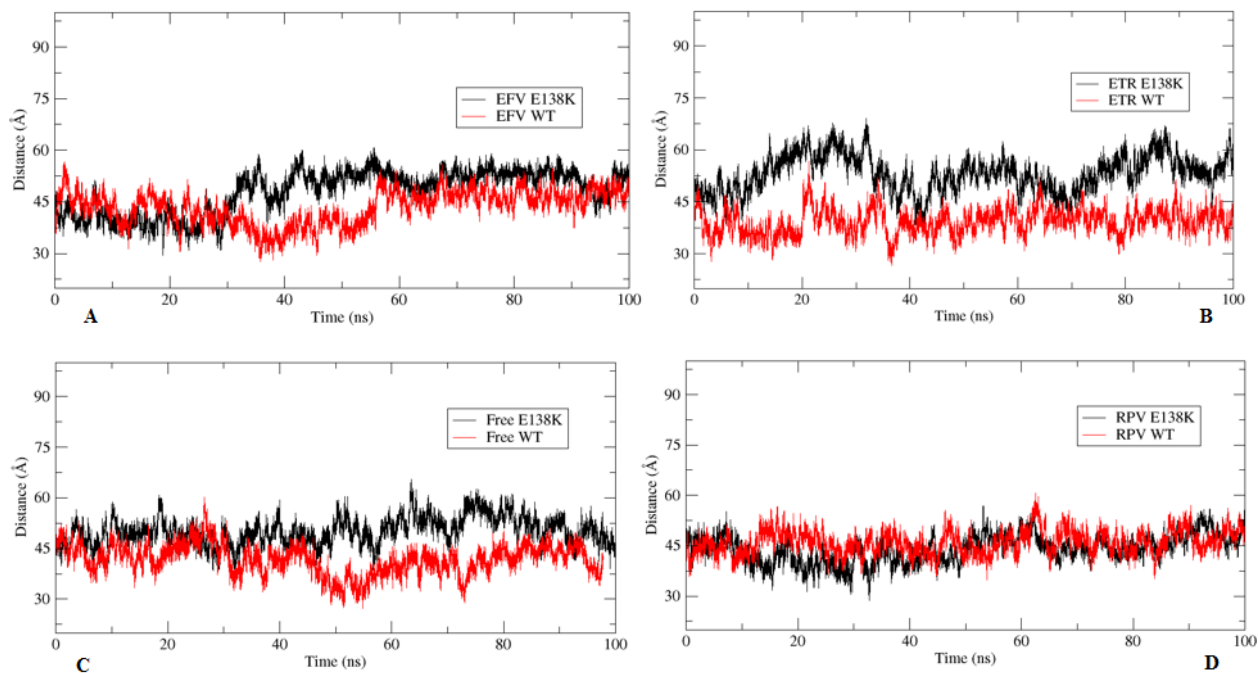 90
75
60
45
30
Distance (Å)
EFV E138K
EFV WT
0 20 40 60 80 100
Time (ns)
A
90
75
60
45
30
Distance (Å)
ETR E138K
ETR WT
0 20 40 60 80 100
Time (ns)
B
90
75
60
45
30
Distance (Å)
Free E138K
Free WT
0 20 40 60 80 100
Time (ns)
C
90
75
60
45
30
Distance (Å)
RPV E138K
RPV WT
0 20 40 60 80 100
Time (ns)
D